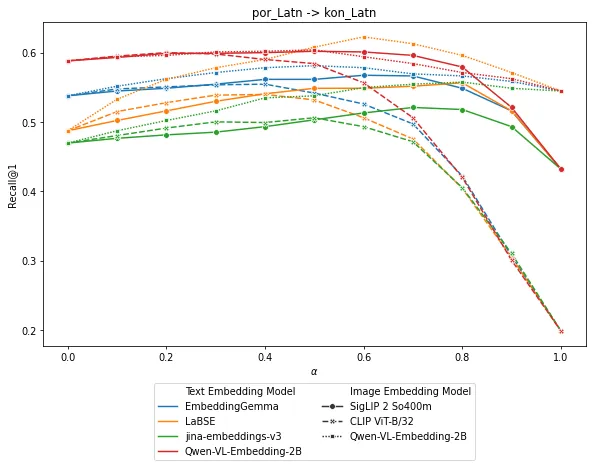 por_Latn -> kon_Latn
Recall@1
0.6
0.5
0.4
0.3
0.2
0.0 0.2 0.4 0.6 0.8 1.0
α
Text Embedding Model Image Embedding Model
EmbeddingGemma SigLIP 2 So400m
LaBSE CLIP ViT-B/32
jina-embeddings-v3 Qwen-VL-Embedding-2B
Qwen-VL-Embedding-2B